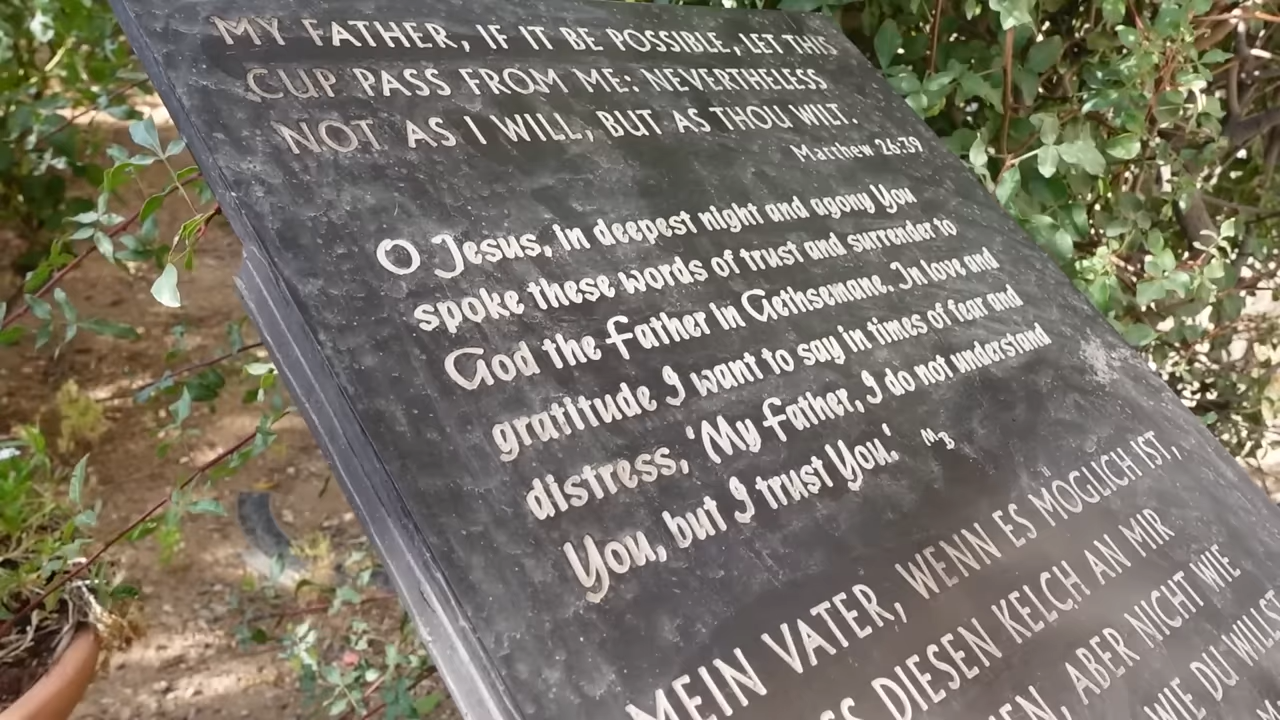 MY FATHER, IF IT BE POSSIBLE, LET THIS
CUP PASS FROM ME: NEVERTHELESS
NOT AS I WILL, BUT AS THOU WILT.
Matthew 26:39
O Jesus, in deepest night and agony You
spoke these words of trust and surrender to
God the Father in Gethsemane. In love and
gratitude I want to say in times of fear and
distress, 'My Father, I do not understand
You, but I trust You.' MB
MEIN VATER, WENN ES MÖGLICH IST,
DIESEN KELCH AN MIR
ABER NICHT WIE
WIE DU WILLST